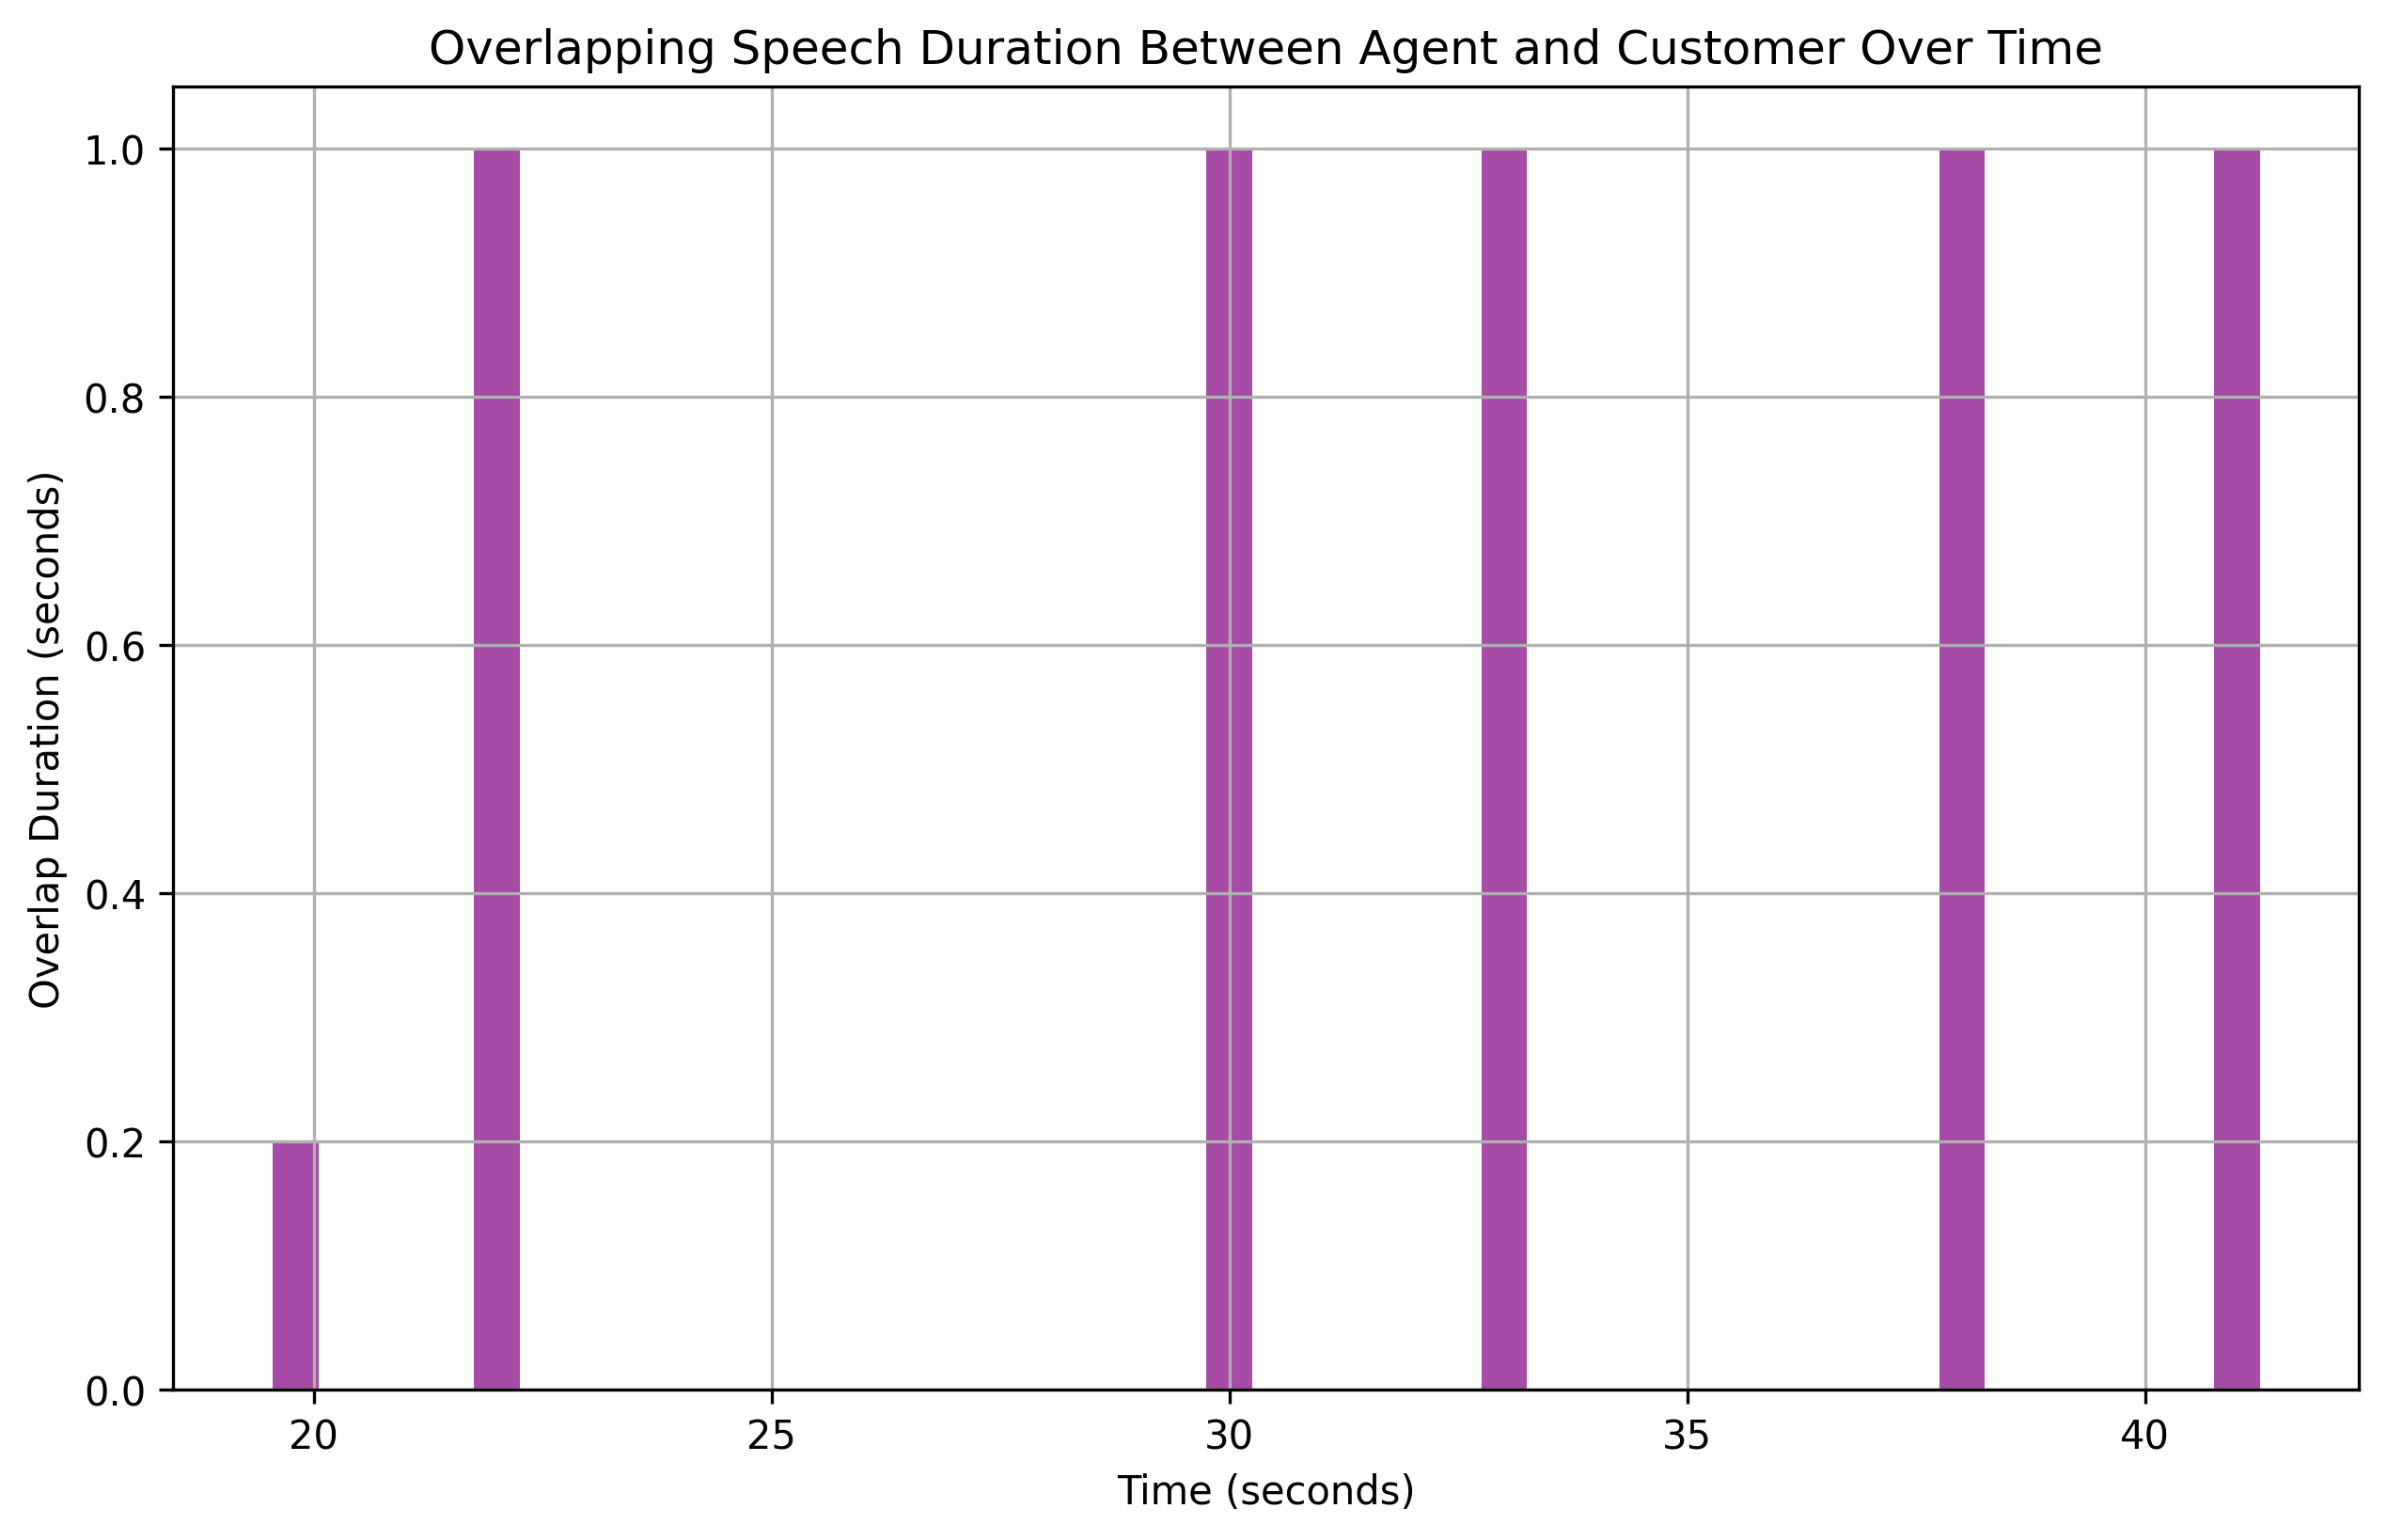 Overlapping Speech Duration Between Agent and Customer Over Time
Overlap Duration (seconds)
1.0
0.8
0.6
0.4
0.2
0.0
20 25 30 35 40
Time (seconds)